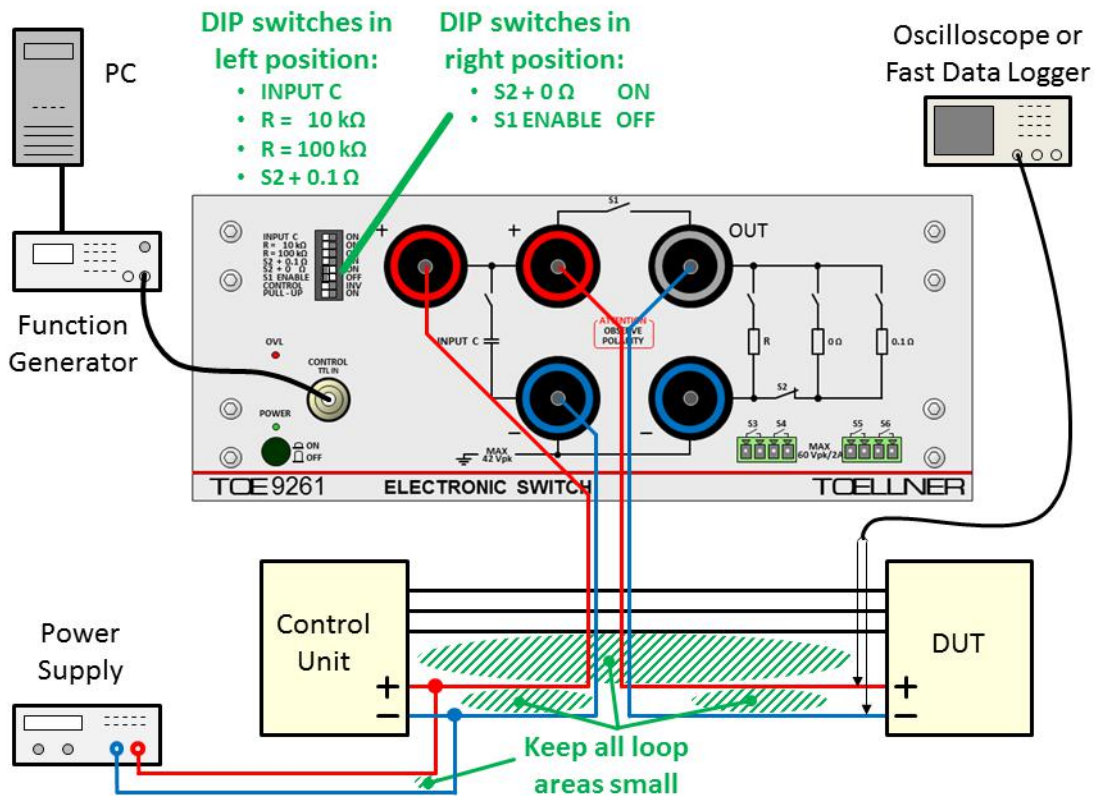 DIP switches in
left position:
• INPUT C
• R = 10 kΩ
• R = 100 kΩ
• S2 + 0.1 Ω
DIP switches in
right position:
• S2 + 0 Ω ON
• S1 ENABLE OFF
Oscilloscope or
Fast Data Logger
PC
Function
Generator
INPUT C ON
R = 10 kΩ ON
R = 100 kΩ ON
S2 + 0.1 Ω ON
S2 + 0 Ω ON
S1 ENABLE OFF
CONTROL INV
PULL - UP ON
+
+
S1
OUT
ATTENTION
OBSERVE
POLARITY
INPUT C
R
0 Ω
0.1 Ω
S2
OVL
CONTROL
TTL IN
POWER
ON
OFF
−
−
MAX
42 Vpk
S3 S4
MAX
60 Vpk/2A
S5 S6
TOE 9261
ELECTRONIC SWITCH
TOELLNER
Power
Supply
Control
Unit
+
−
DUT
+
−
Keep all loop
areas small